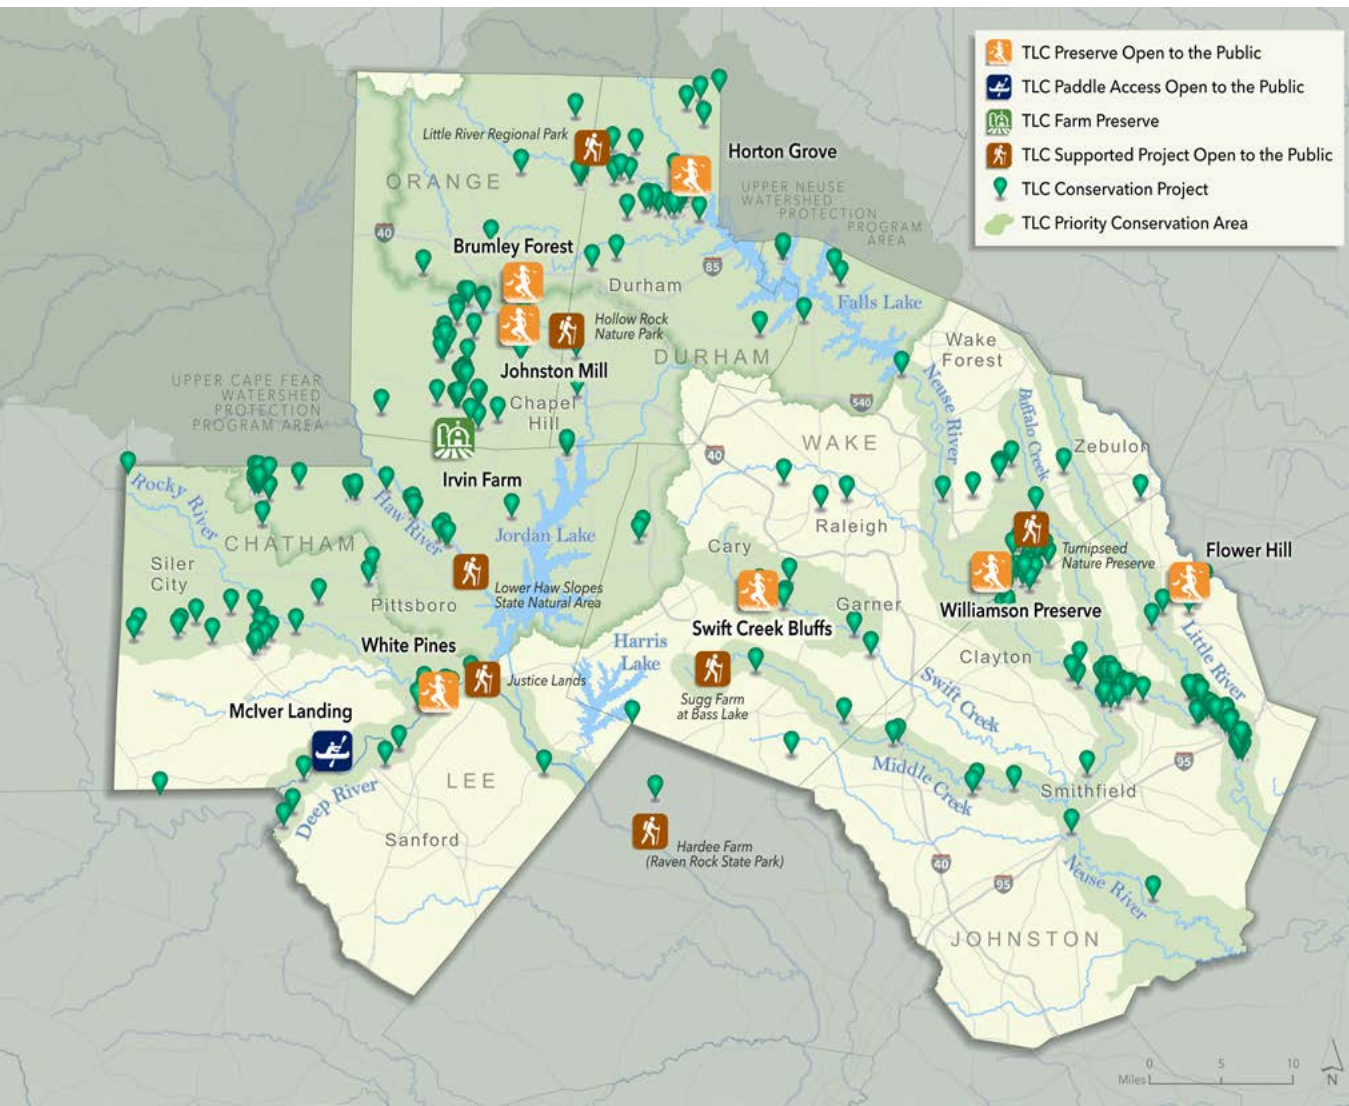 TLC Preserve Open to the Public
TLC Paddle Access Open to the Public
TLC Farm Preserve
TLC Supported Project Open to the Public
TLC Conservation Project
TLC Priority Conservation Area
Little River Regional Park
Horton Grove
ORANGE
UPPER NEUSE
WATERSHED
PROTECTION
PROGRAM
AREA
40
Brumley Forest
85
Durham
Falls Lake
Hollow Rock
Nature Park
Wake
Forest
DURHAM
Johnston Mill
UPPER CAPE FEAR
WATERSHED
PROTECTION
PROGRAM AREA
Chapel
Hill
540
Neuse River
Buffalo Creek
WAKE
Zebulon
40
Irvin Farm
Rocky River
Haw River
Jordan Lake
Raleigh
CHATHAM
Cary
Turnipseed
Nature Preserve
Flower Hill
Siler
City
Lower Haw Slopes
State Natural Area
Pittsboro
Garner
Williamson Preserve
Swift Creek Bluffs
White Pines
Harris
Lake
Clayton
Little River
Justice Lands
Swift Creek
Sugg Farm
at Bass Lake
McIver Landing
Middle Creek
95
LEE
Deep River
Smithfield
Sanford
Hardee Farm
(Raven Rock State Park)
40
95
Neuse River
JOHNSTON
0 5 10
Miles
N